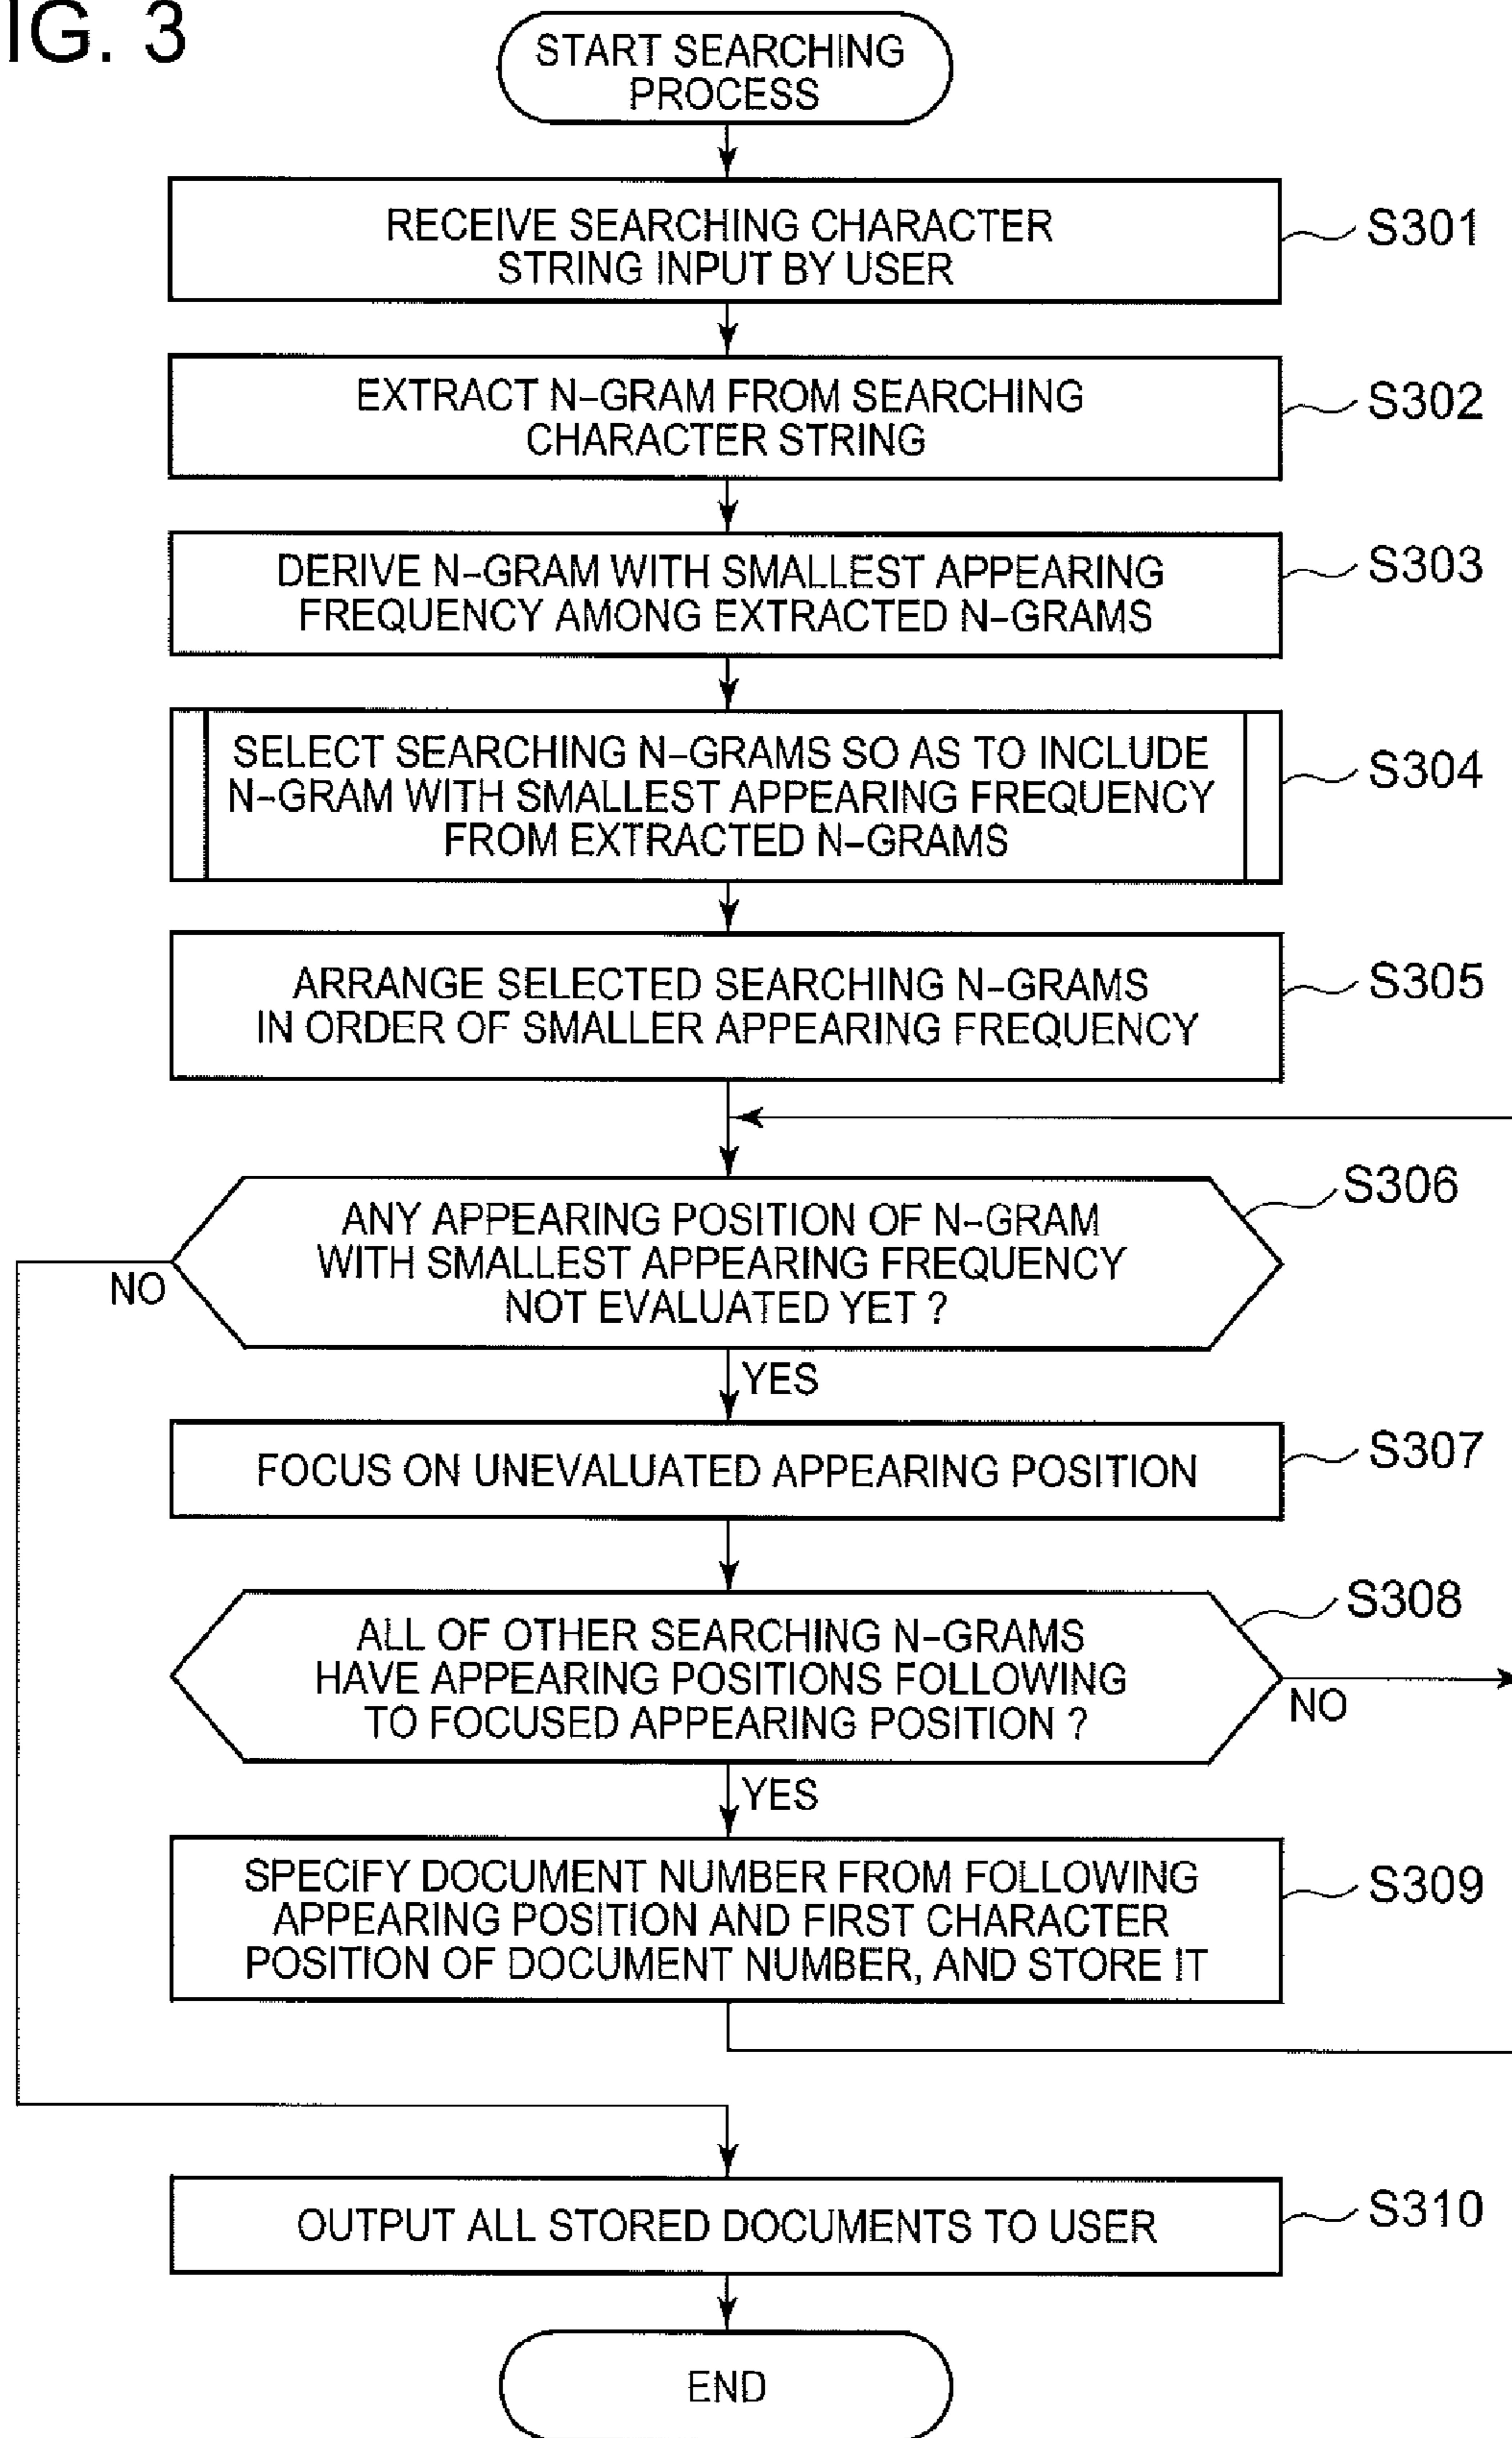 IG. 3
START SEARCHING
PROCESS
RECEIVE SEARCHING CHARACTER
STRING INPUT BY USER
S301
EXTRACT N-GRAM FROM SEARCHING
CHARACTER STRING
S302
DERIVE N-GRAM WITH SMALLEST APPEARING
FREQUENCY AMONG EXTRACTED N-GRAMS
S303
SELECT SEARCHING N-GRAMS SO AS TO INCLUDE
N-GRAM WITH SMALLEST APPEARING FREQUENCY
FROM EXTRACTED N-GRAMS
S304
ARRANGE SELECTED SEARCHING N-GRAMS
IN ORDER OF SMALLER APPEARING FREQUENCY
S305
ANY APPEARING POSITION OF N-GRAM
WITH SMALLEST APPEARING FREQUENCY
NOT EVALUATED YET ?
S306
NO
YES
FOCUS ON UNEVALUATED APPEARING POSITION
S307
ALL OF OTHER SEARCHING N-GRAMS
HAVE APPEARING POSITIONS FOLLOWING
TO FOCUSED APPEARING POSITION ?
S308
NO
YES
SPECIFY DOCUMENT NUMBER FROM FOLLOWING
APPEARING POSITION AND FIRST CHARACTER
POSITION OF DOCUMENT NUMBER, AND STORE IT
S309
OUTPUT ALL STORED DOCUMENTS TO USER
S310
END